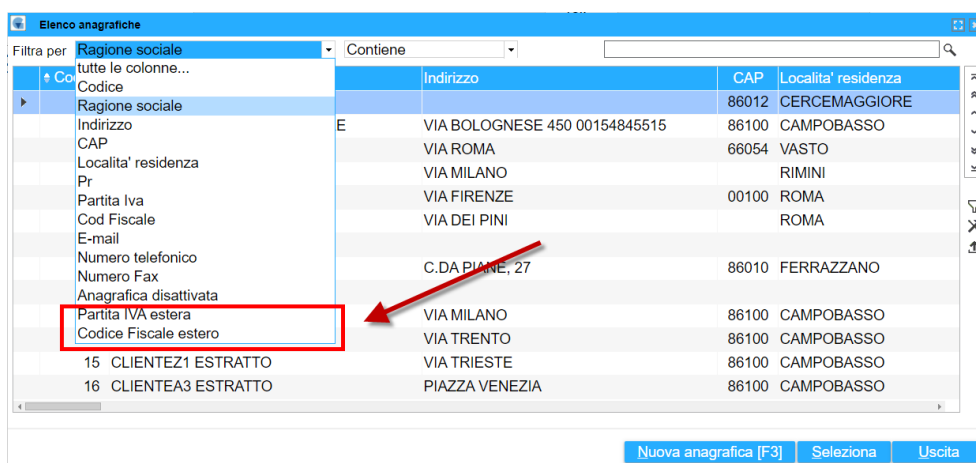 Elenco anagrafiche
Filtra per Ragione sociale Contiene
tutte le colonne...
Codice
Ragione sociale
Indirizzo
CAP
Localita' residenza
Pr
Partita Iva
Cod Fiscale
E-mail
Numero telefonico
Numero Fax
Anagrafica disattivata
Partita IVA estera
Codice Fiscale estero
Indirizzo CAP Localita' residenza
86012 CERCEMAGGIORE
E VIA BOLOGNESE 450 00154845515 86100 CAMPOBASSO
VIA ROMA 66054 VASTO
VIA MILANO RIMINI
VIA FIRENZE 00100 ROMA
VIA DEI PINI ROMA
C.DA PIANE, 27 86010 FERRAZZANO
VIA MILANO 86100 CAMPOBASSO
VIA TRENTO 86100 CAMPOBASSO
15 CLIENTEZ1 ESTRATTO VIA TRIESTE 86100 CAMPOBASSO
16 CLIENTEA3 ESTRATTO PIAZZA VENEZIA 86100 CAMPOBASSO
Nuova anagrafica [F3] Seleziona Uscita